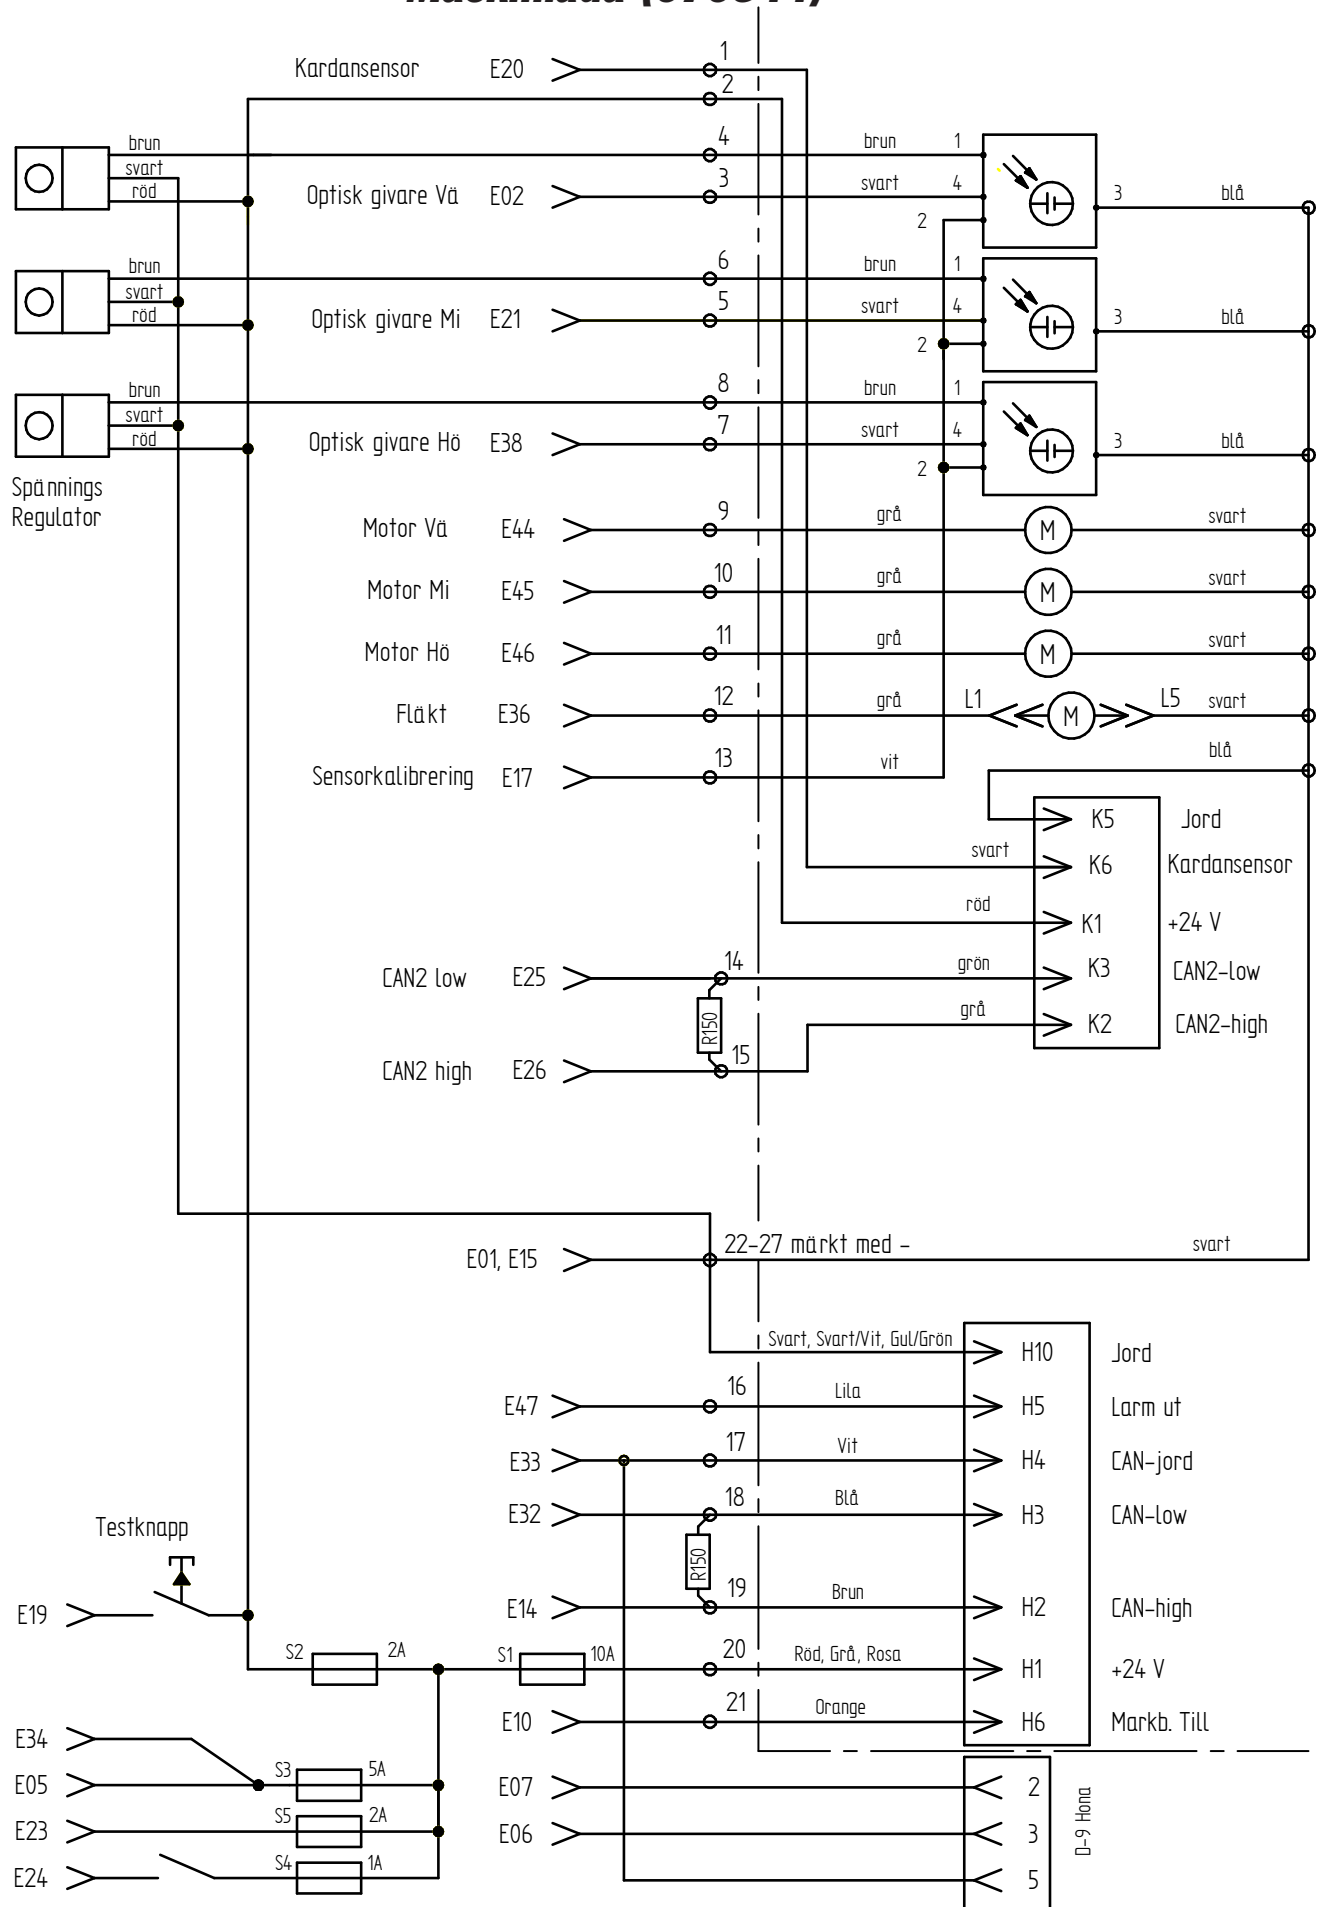 Kardansensor E20 1
2
brun 4 brun 1
svart 3 svart 4 3 blå
röd Optisk givare Vä E02 2
brun 6 brun 1
svart 5 svart 4 3 blå
röd Optisk givare Mi E21 2
brun 8 brun 1
svart 7 svart 4 3 blå
röd Optisk givare Hö E38 2
Spännings
Regulator
Motor Vä E44 9 grå M svart
Motor Mi E45 10 grå M svart
Motor Hö E46 11 grå M svart
Fläkt E36 12 grå L1 M L5 svart
Sensorkalibrering E17 13 vit blå
K5 Jord
svart K6 Kardansensor
röd K1 +24 V
CAN2 low E25 14 grön K3 CAN2-low
R150 grå K2 CAN2-high
CAN2 high E26 15
E01, E15 22-27 märkt med - svart
Svart, Svart/Vit, Gul/Grön H10 Jord
E47 16 Lila H5 Larm ut
E33 17 Vit H4 CAN-jord
E32 18 Blå H3 CAN-low
Testknapp R150
E19 E14 19 Brun H2 CAN-high
S2 2A S1 10A 20 Röd, Grå, Rosa H1 +24 V
E10 21 Orange H6 Markb. Till
E34
E05 S3 5A E07 2
E23 S5 2A E06 3
E24 S4 1A 5
D-9 Hona